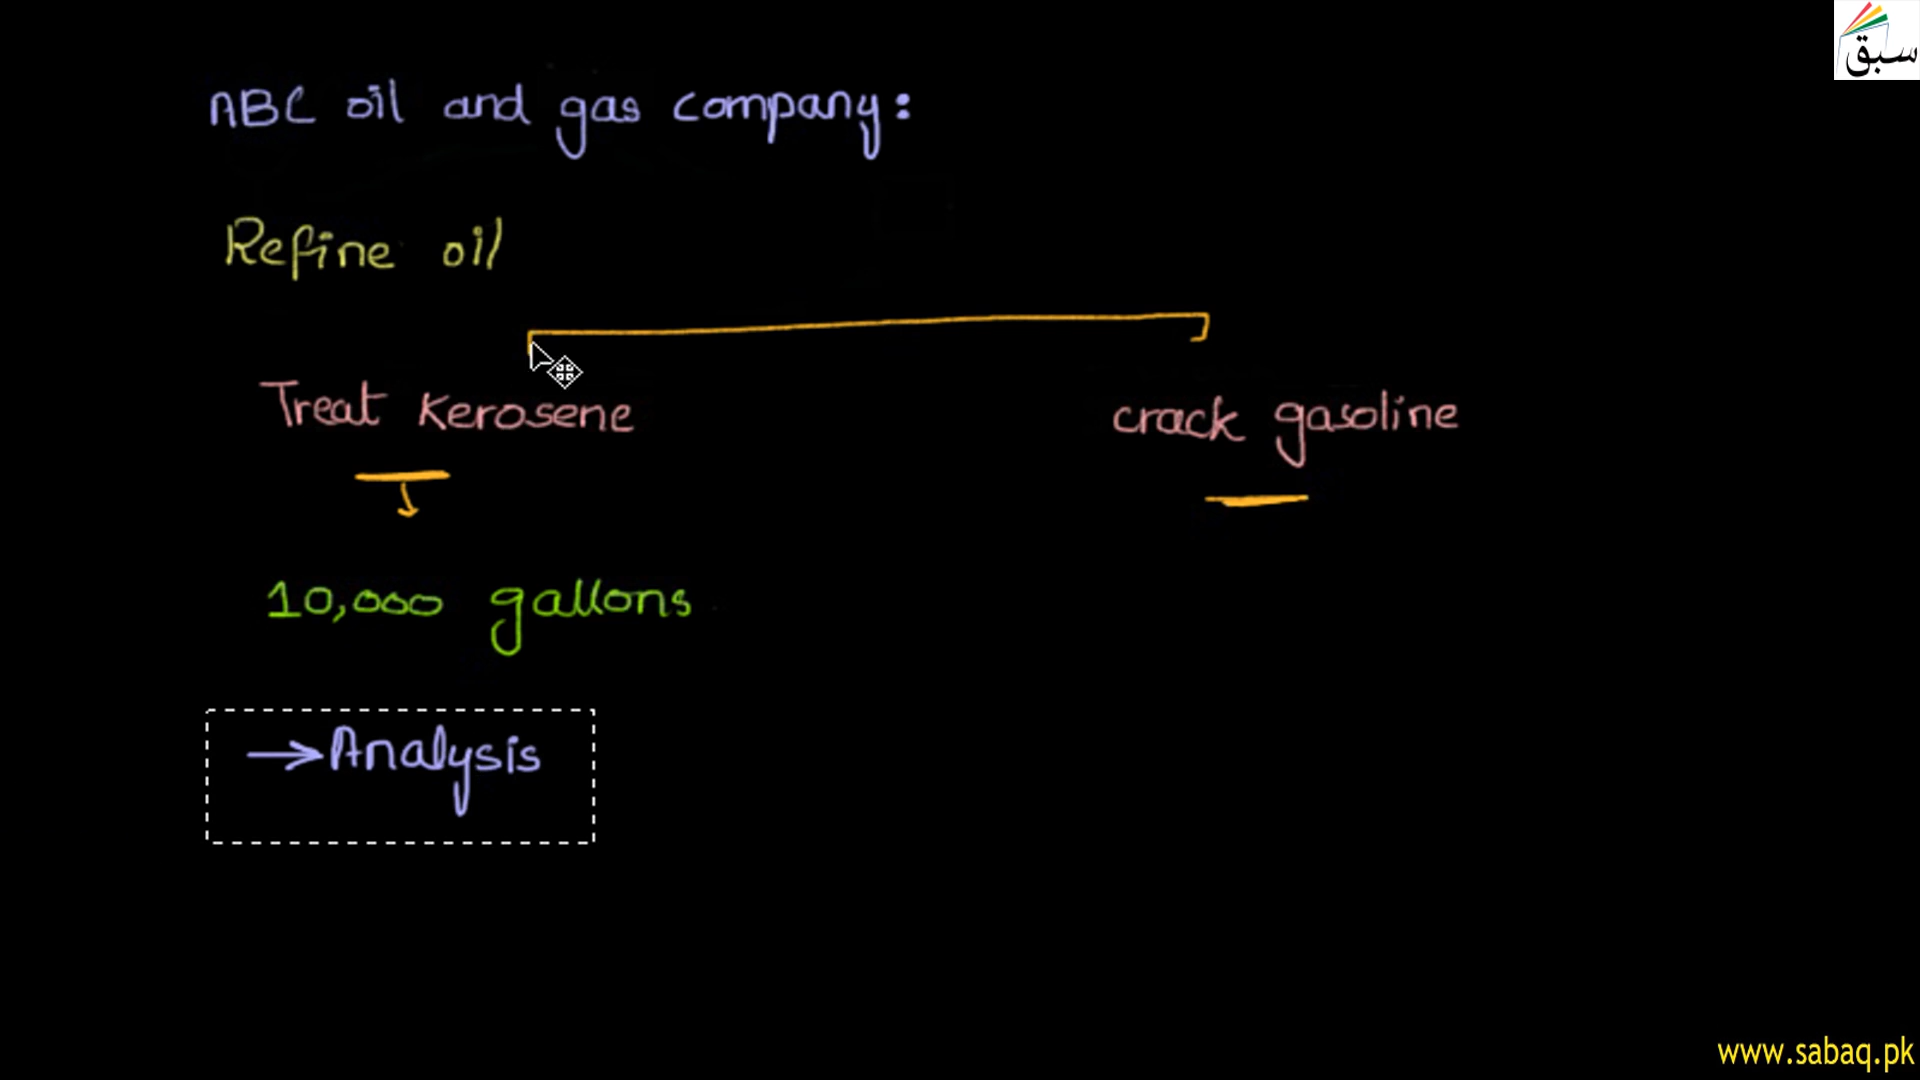 سبق
ABC oil and gas company:
Refine oil
Treat Kerosene
crack gasoline
10,000 gallons
→Analysis
www.sabaq.pk